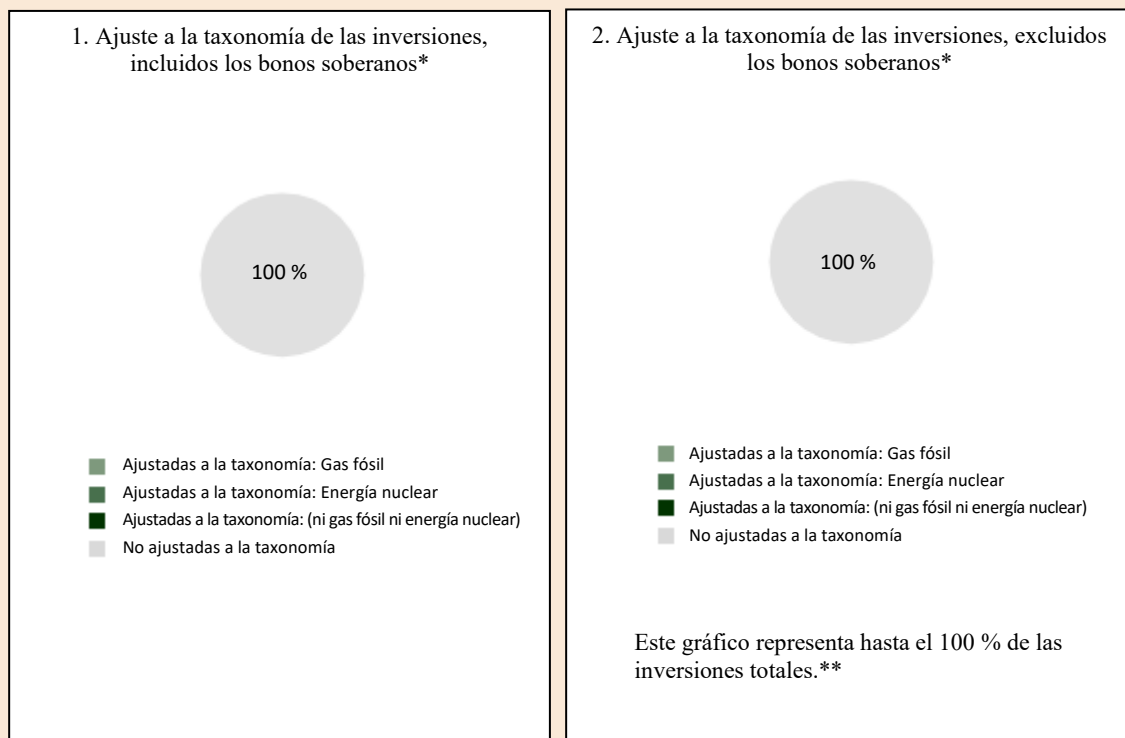 1. Ajuste a la taxonomía de las inversiones,
incluidos los bonos soberanos*
100 %
Ajustadas a la taxonomía: Gas fósil
Ajustadas a la taxonomía: Energía nuclear
Ajustadas a la taxonomía: (ni gas fósil ni energía nuclear)
No ajustadas a la taxonomía
2. Ajuste a la taxonomía de las inversiones, excluidos
los bonos soberanos*
100 %
Ajustadas a la taxonomía: Gas fósil
Ajustadas a la taxonomía: Energía nuclear
Ajustadas a la taxonomía: (ni gas fósil ni energía nuclear)
No ajustadas a la taxonomía
Este gráfico representa hasta el 100 % de las
inversiones totales.**